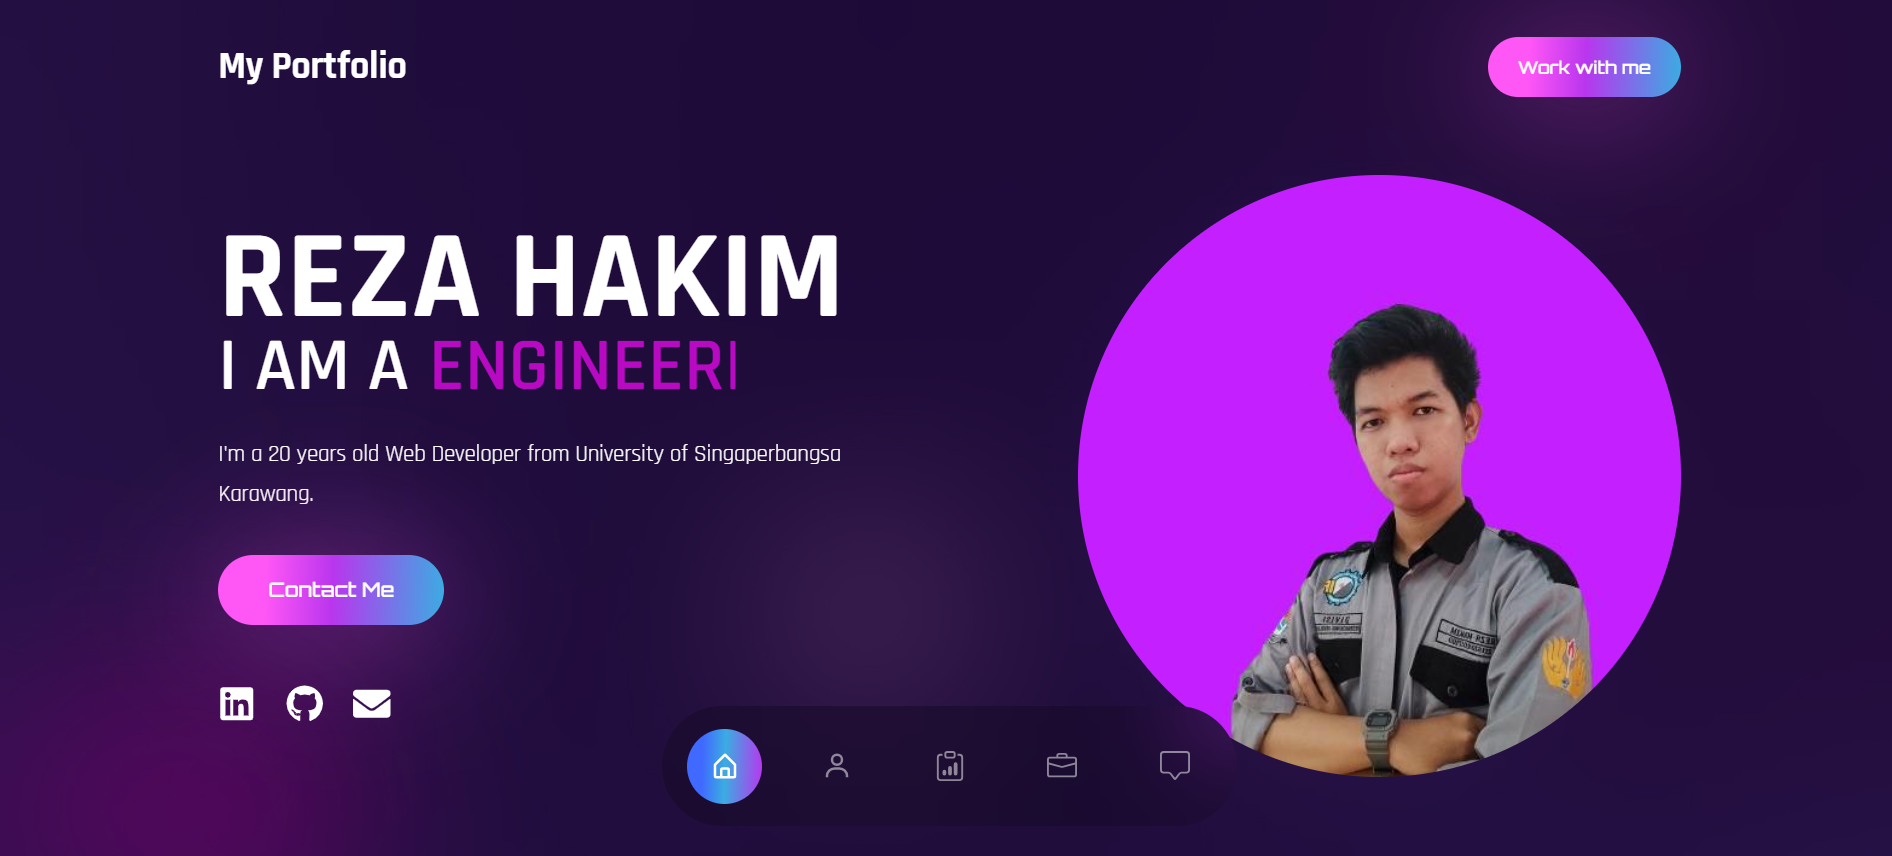 My Portfolio
Work with me
REZA HAKIM
I AM A ENGINEER|
I'm a 20 years old Web Developer from University of Singaperbangsa
Karawang.
Contact Me
in